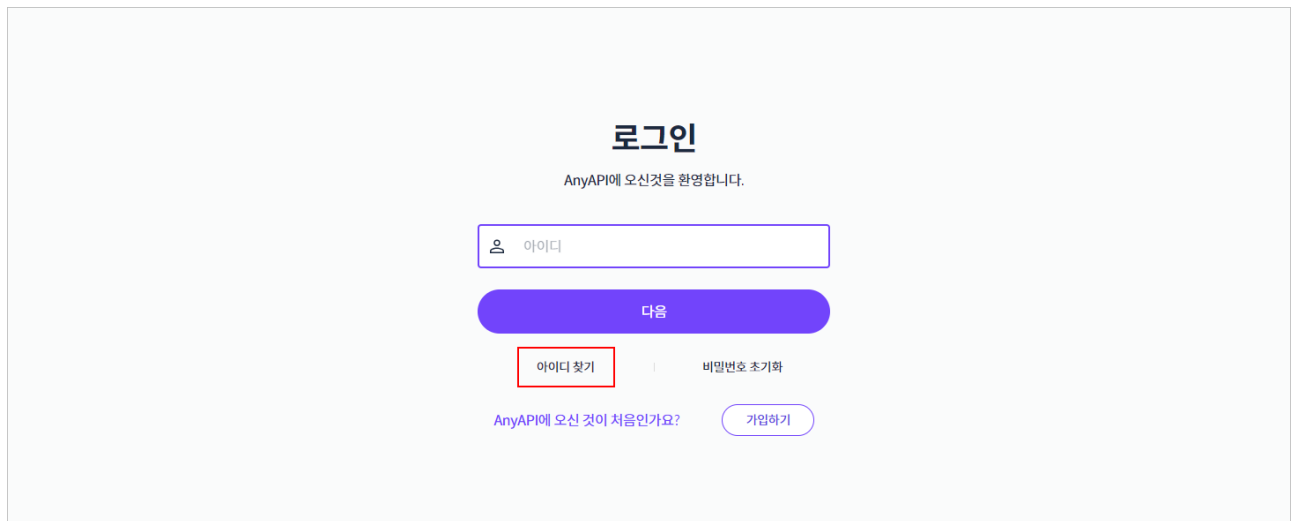 로그인
AnyAPI에 오신것을 환영합니다.
아이디
다음
아이디 찾기
비밀번호 초기화
AnyAPI에 오신 것이 처음인가요?
가입하기